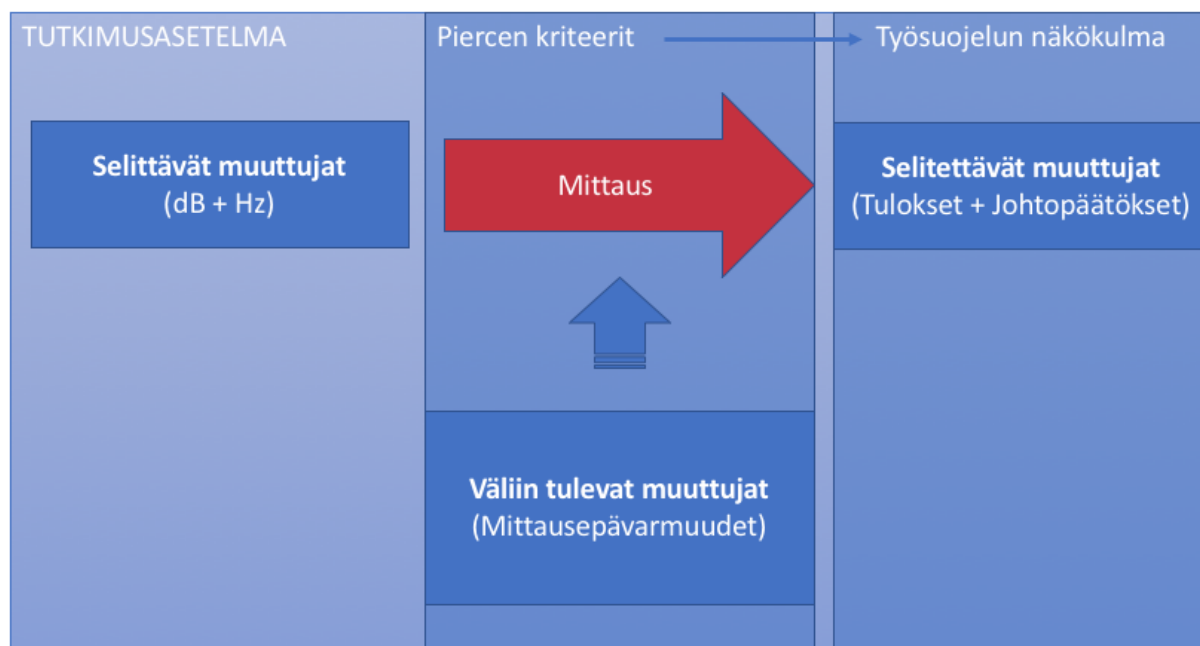 TUTKIMUSASETELMA
Piercen kriteerit
Työsuojelun näkökulma
Selittävät muuttujat
(dB + Hz)
Mittaus
Selitettävät muuttujat
(Tulokset + Johtopäätökset)
Väliin tulevat muuttujat
(Mittausepävarmuudet)